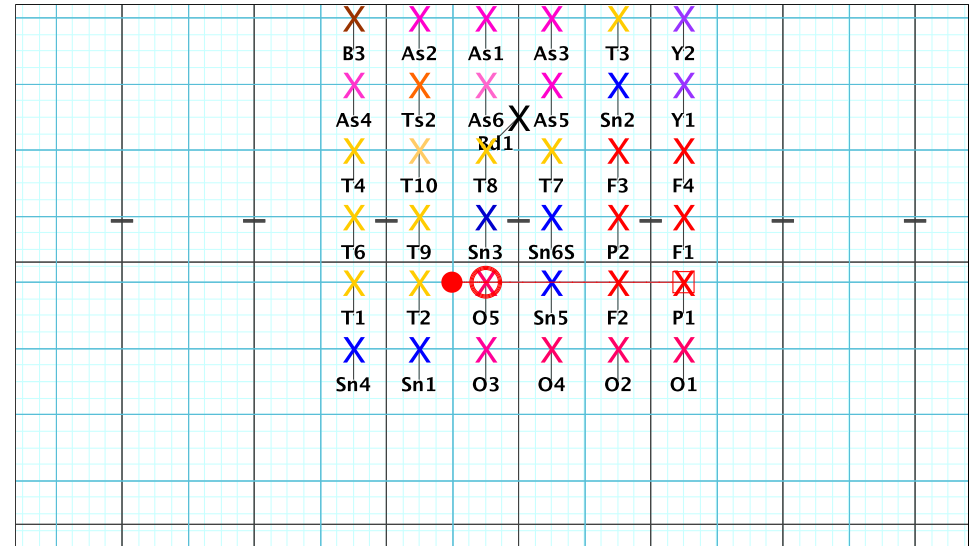 B3 As2 As1 As3 T3 Y2
As4 Ts2 As6 As5 Sn2 Y1
Bd1
T4 T10 T8 T7 F3 F4
T6 T9 Sn3 Sn6S P2 F1
T1 T2 O5 Sn5 F2 P1
Sn4 Sn1 O3 O4 O2 O1